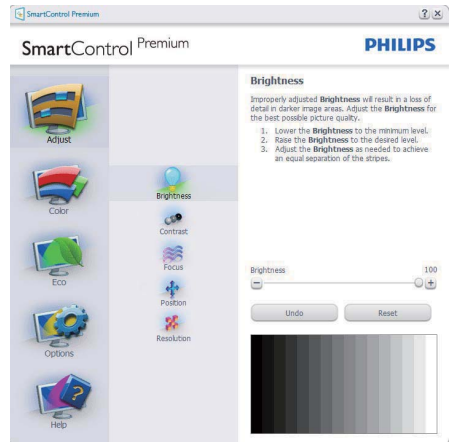 SmartControl Premium
SmartControl Premium
PHILIPS
Adjust
Color
Eco
Options
Help
Brightness
Contrast
Focus
Position
Resolution
Brightness
Improperly adjusted Brightness will result in a loss of
detail in darker image areas. Adjust the Brightness for
the best possible picture quality.
1. Lower the Brightness to the minimum level.
2. Raise the Brightness to the desired level.
3. Adjust the Brightness as needed to achieve
an equal separation of the stripes.
Brightness 100
Undo Reset